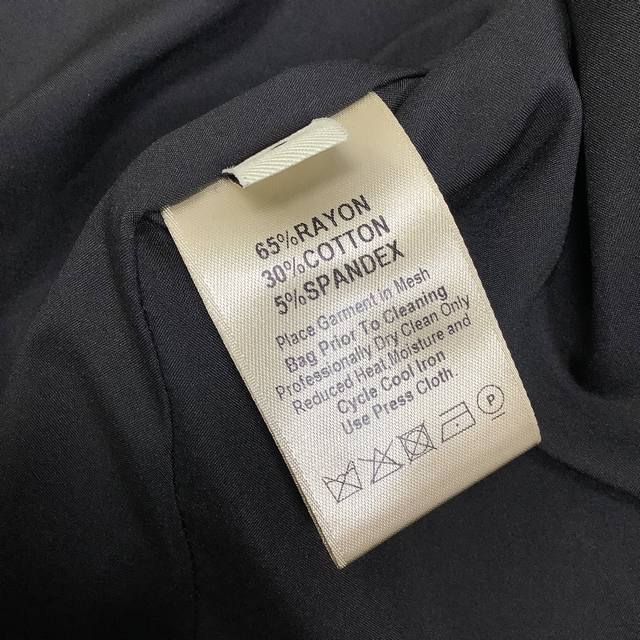 65%RAYON
30%COTTON
5%SPANDEX
Place Garment in Mesh
Bag Prior To Cleaning
Professionally Dry Clean Only
Reduced Heat.Moisture and
Cycle Cool Iron
Use Press Cloth.
P